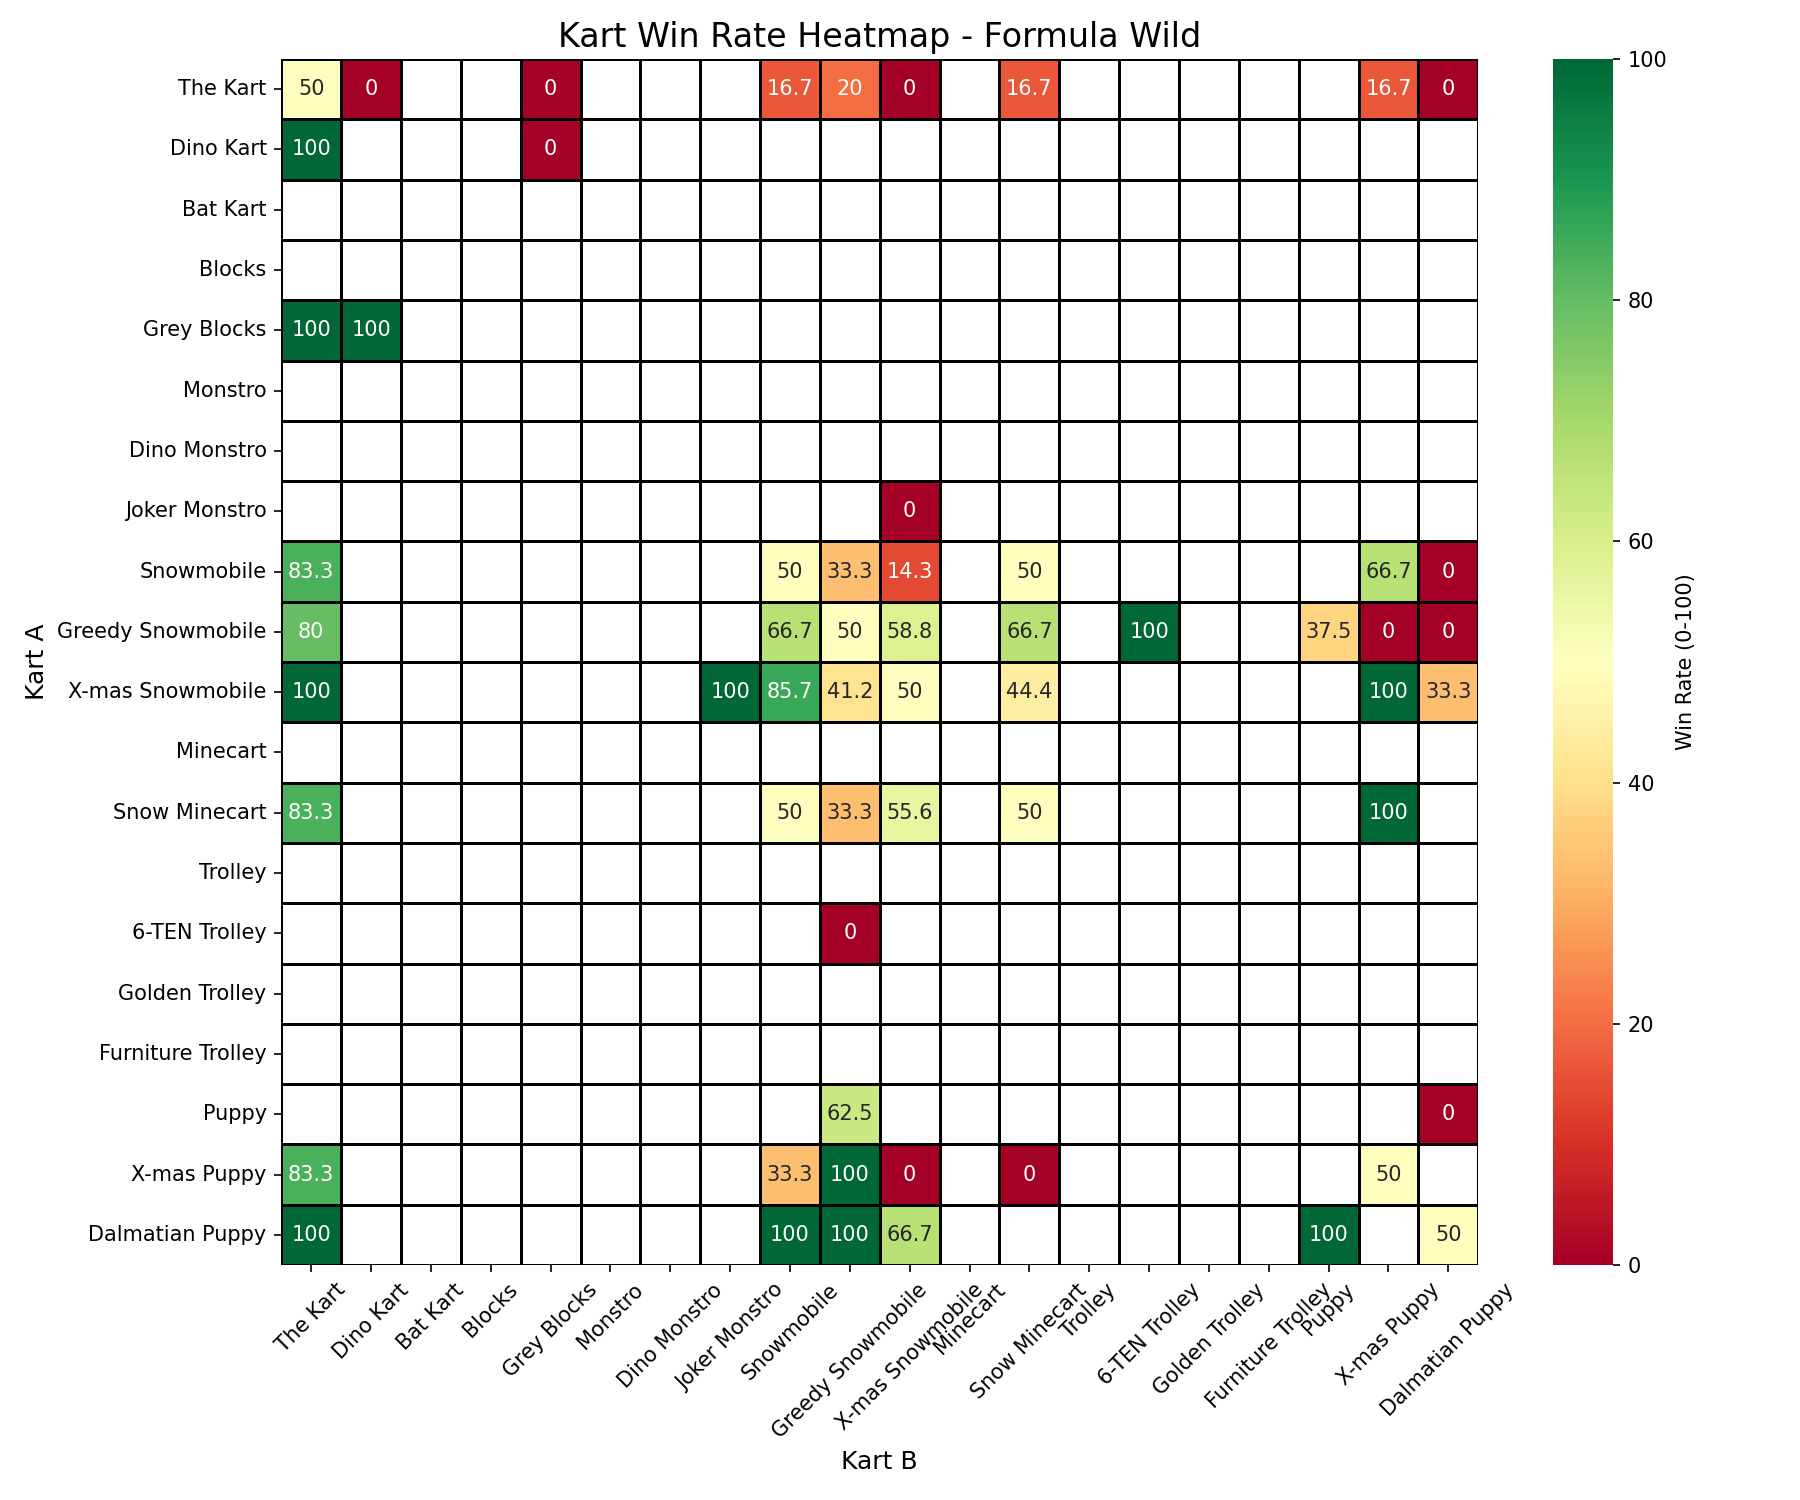 Kart Win Rate Heatmap - Formula Wild
Kart A
The Kart 50 0 0 16.7 20 0 16.7 16.7 0
Dino Kart 100 0
Bat Kart
Blocks
Grey Blocks 100 100
Monstro
Dino Monstro
Joker Monstro 0
Snowmobile 83.3 50 33.3 14.3 50 66.7 0
Greedy Snowmobile 80 66.7 50 58.8 66.7 100 37.5 0 0
X-mas Snowmobile 100 100 85.7 41.2 50 44.4 100 33.3
Minecart
Snow Minecart 83.3 50 33.3 55.6 50 100
Trolley
6-TEN Trolley 0
Golden Trolley
Furniture Trolley
Puppy 62.5 0
X-mas Puppy 83.3 33.3 100 0 0 50
Dalmatian Puppy 100 100 100 66.7 100 50
The Kart
Dino Kart
Bat Kart
Blocks
Grey Blocks
Monstro
Dino Monstro
Joker Monstro
Snowmobile
Greedy Snowmobile
X-mas Snowmobile
Minecart
Snow Minecart
Trolley
6-TEN Trolley
Golden Trolley
Furniture Trolley
Puppy
X-mas Puppy
Dalmatian Puppy
Kart B
100
80
60
40
20
0
Win Rate (0-100)